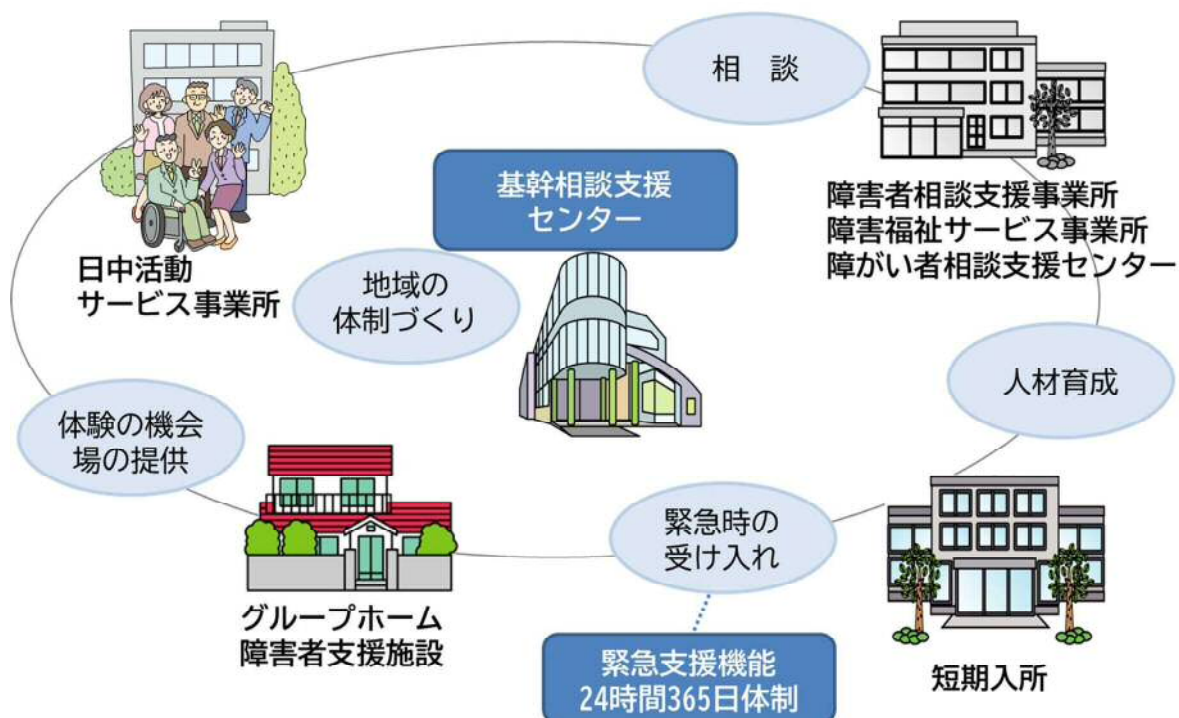 相　談
基幹相談支援
センター
障害者相談支援事業所
障害福祉サービス事業所
障がい者相談支援センター
日中活動
サービス事業所
地域の
体制づくり
人材育成
体験の機会
場の提供
緊急時の
受け入れ
グループホーム
障害者支援施設
緊急支援機能
24時間365日体制
短期入所